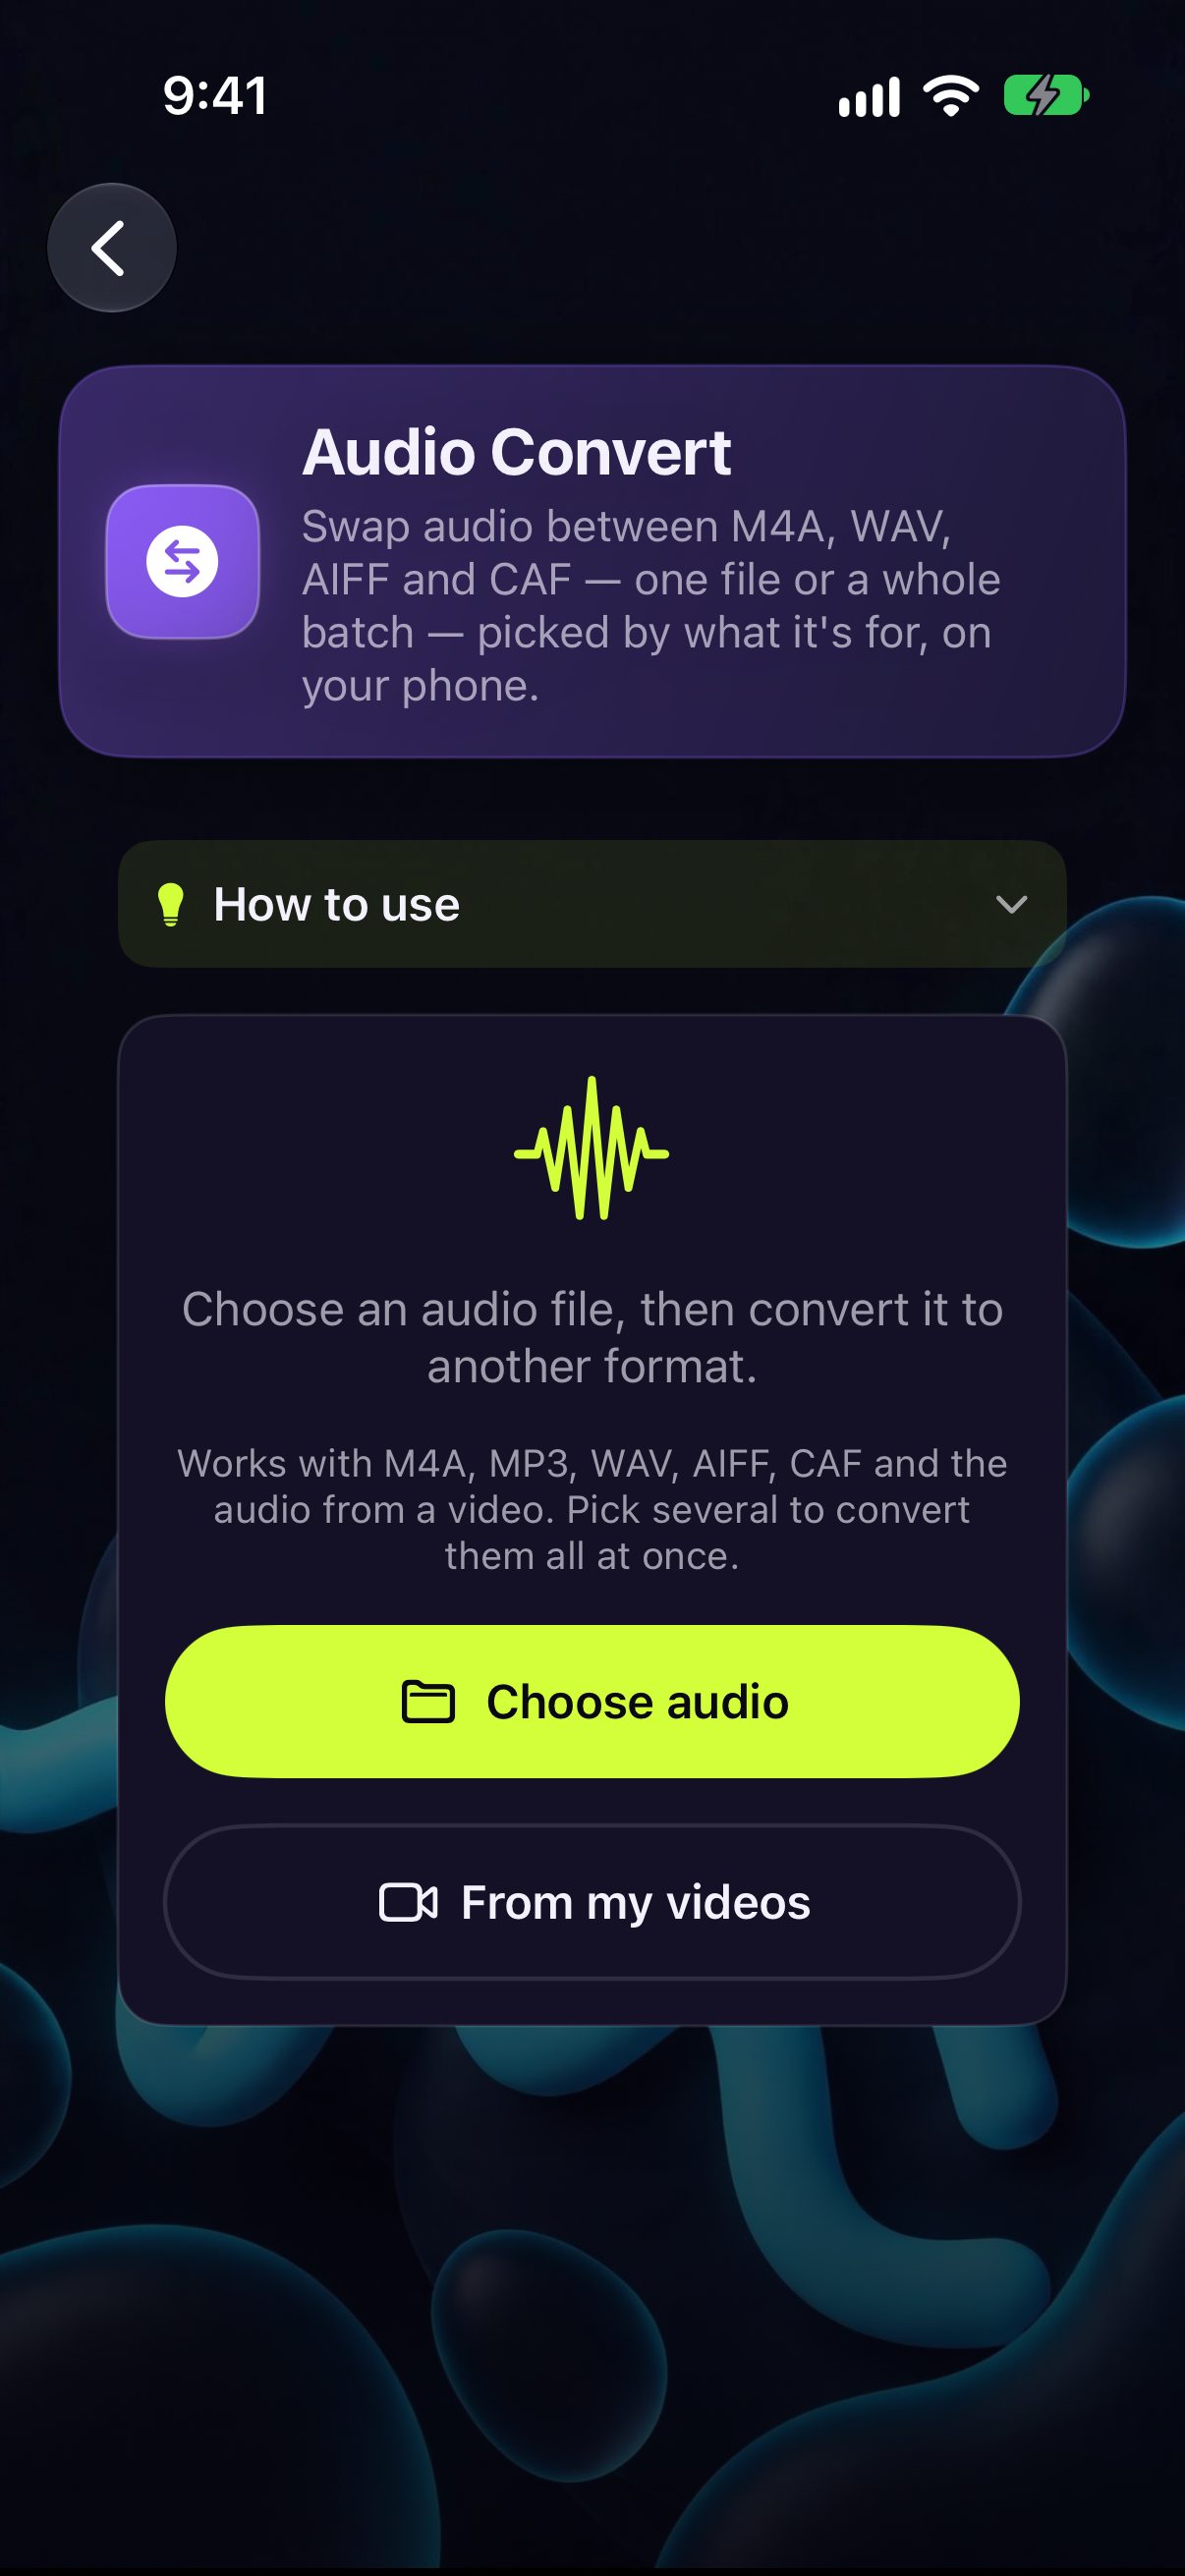 9:41
Audio Convert
Swap audio between M4A, WAV,
AIFF and CAF — one file or a whole
batch — picked by what it's for, on
your phone.
How to use
Choose an audio file, then convert it to
another format.
Works with M4A, MP3, WAV, AIFF, CAF and the
audio from a video. Pick several to convert
them all at once.
Choose audio
From my videos